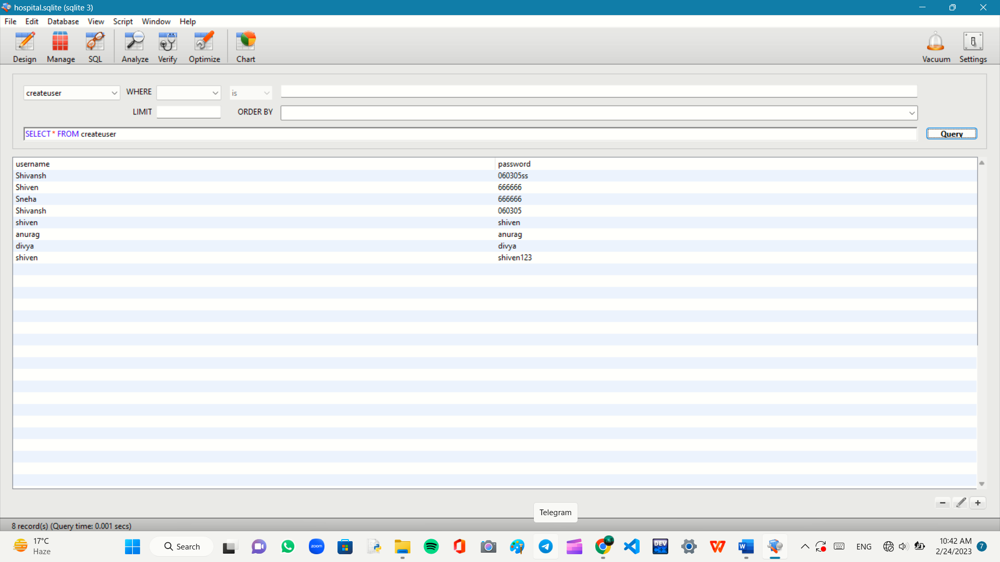 hospital.sqlite (sqlite 3)
File Edit Database View Script Window Help
Design Manage SQL Analyze Verify Optimize Chart Vacuum Settings
createuser WHERE is
LIMIT ORDER BY
SELECT * FROM createuser Query
username password
Shivansh 060305ss
Shiven 666666
Sneha 666666
Shivansh 060305
shiven shiven
anurag anurag
divya divya
shiven shiven123
Telegram
8 record(s) (Query time: 0.001 secs)
17°C
Haze
Search
zoom
DEV
C++
W
ENG
10:42 AM
2/24/2023
7